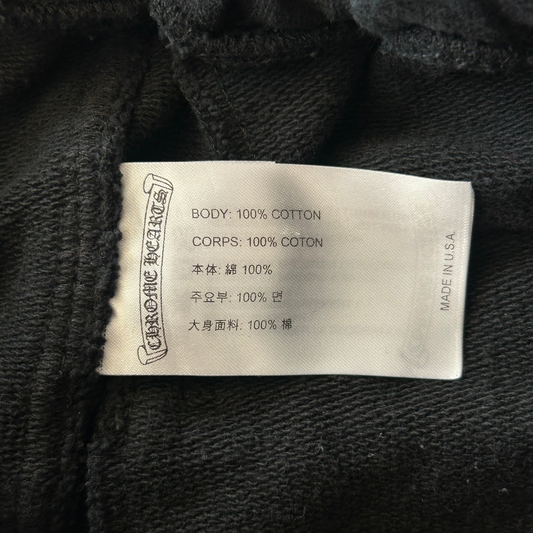 CHROME HEARTS
BODY: 100% COTTON
CORPS: 100% COTON
本体: 綿 100%
주요부: 100% 면
大身面料: 100% 棉
MADE IN U.S.A.